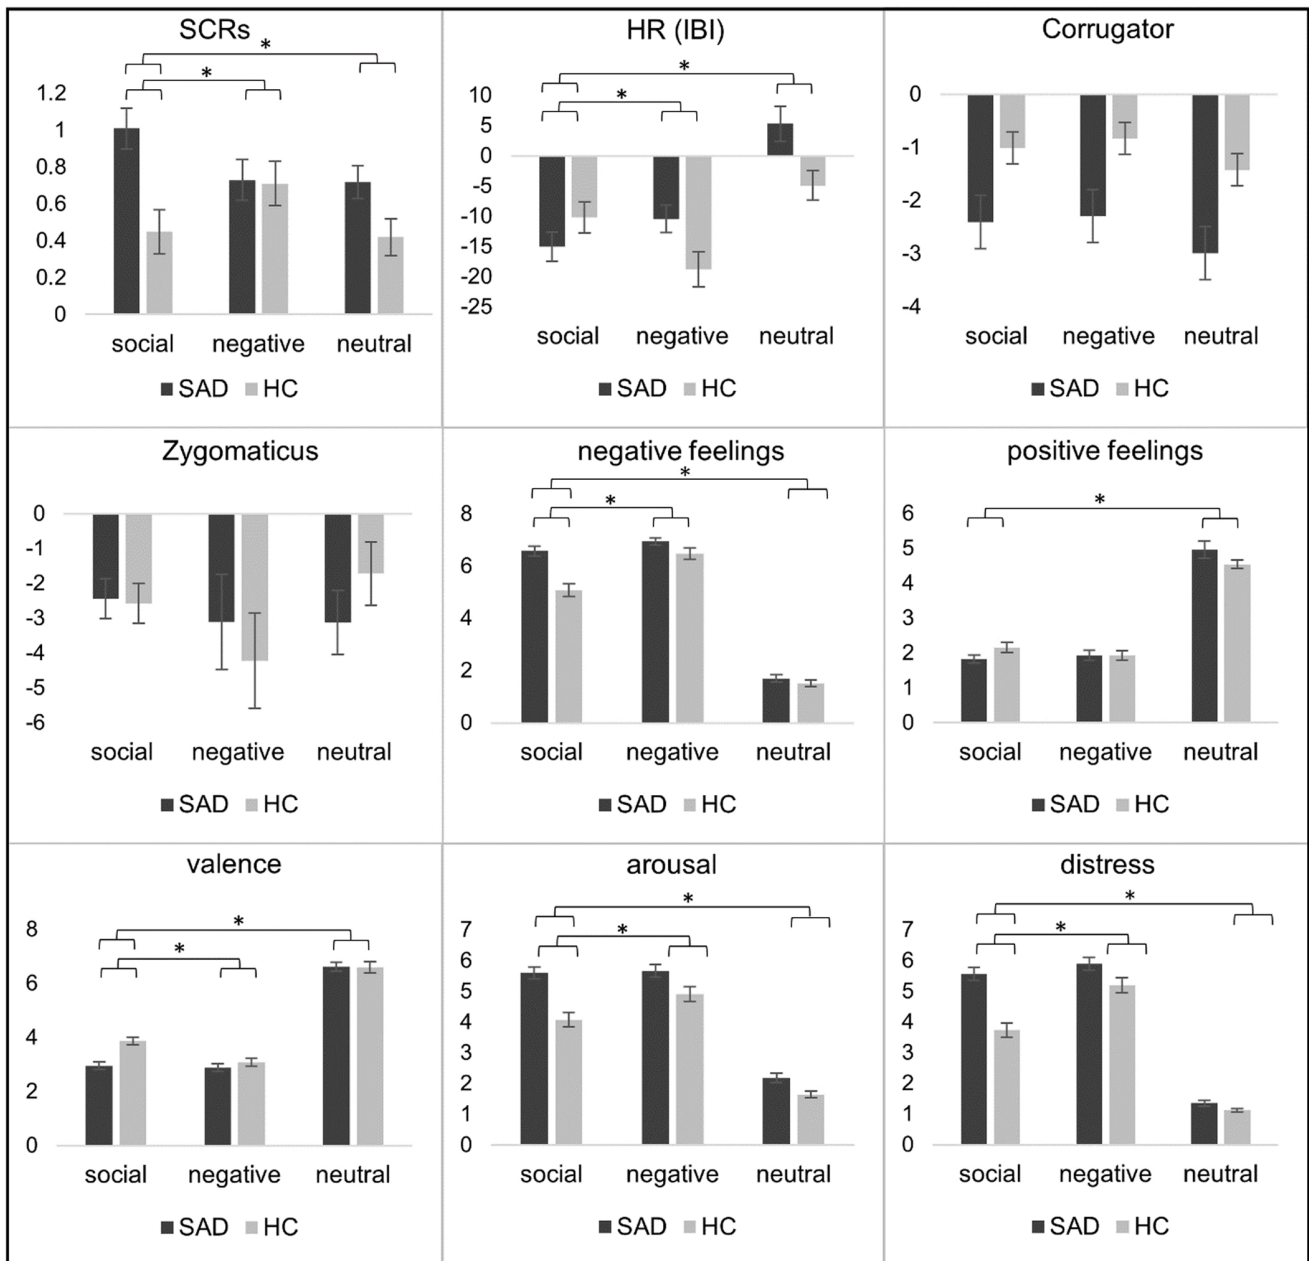 SCRs
*
*
1.2
1
0.8
0.6
0.4
0.2
0
social negative neutral
SAD HC
HR (IBI)
*
*
10
5
0
-5
-10
-15
-20
-25
social negative neutral
SAD HC
Corrugator
0
-1
-2
-3
-4
social negative neutral
SAD HC
Zygomaticus
0
-1
-2
-3
-4
-5
-6
social negative neutral
SAD HC
negative feelings
*
*
8
6
4
2
0
social negative neutral
SAD HC
positive feelings
*
6
5
4
3
2
1
0
social negative neutral
SAD HC
valence
*
*
8
6
4
2
0
social negative neutral
SAD HC
arousal
*
*
7
6
5
4
3
2
1
0
social negative neutral
SAD HC
distress
*
*
7
6
5
4
3
2
1
0
social negative neutral
SAD HC